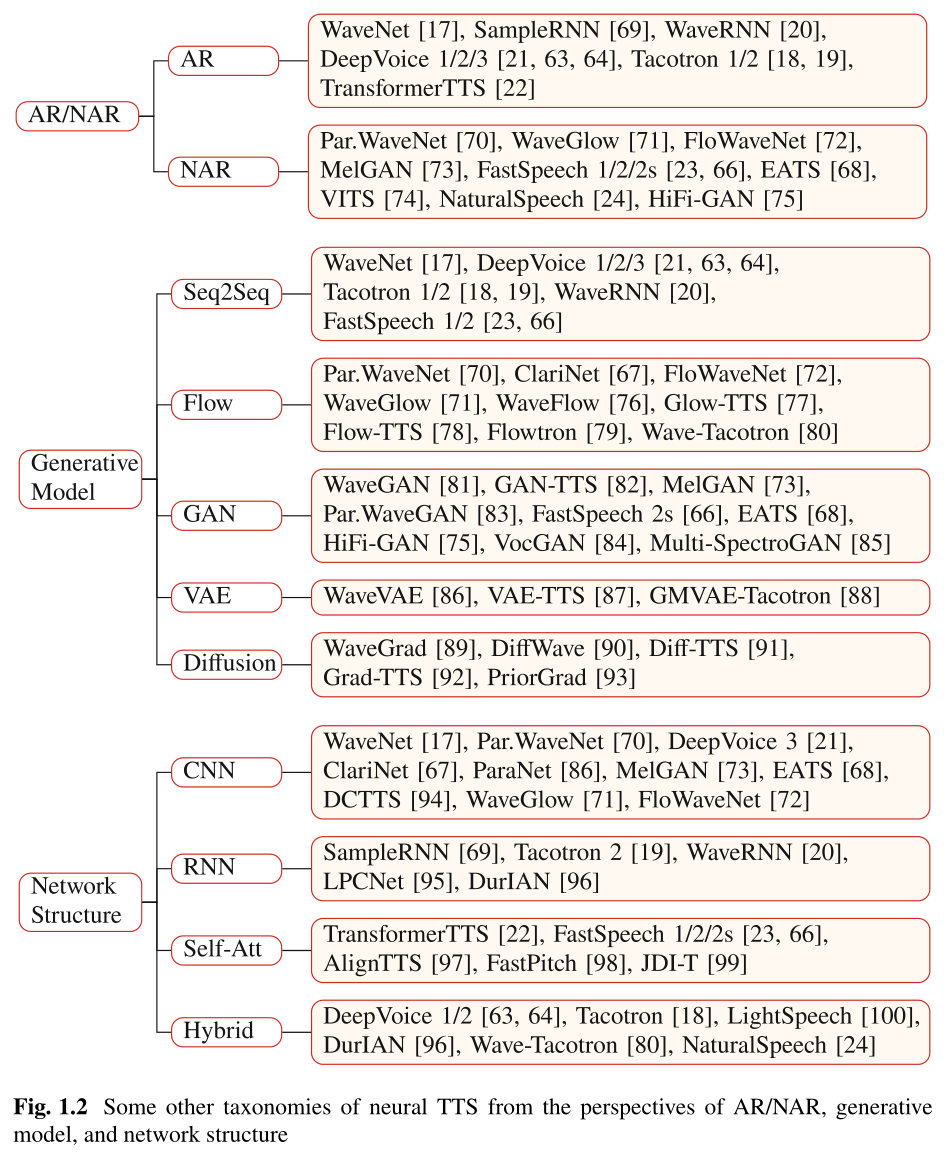 AR/NAR
AR
WaveNet [17], SampleRNN [69], WaveRNN [20],
DeepVoice 1/2/3 [21, 63, 64], Tacotron 1/2 [18, 19],
TransformerTTS [22]
NAR
Par.WaveNet [70], WaveGlow [71], FloWaveNet [72],
MelGAN [73], FastSpeech 1/2/2s [23, 66], EATS [68],
VITS [74], NaturalSpeech [24], HiFi-GAN [75]
Generative
Model
Seq2Seq
WaveNet [17], DeepVoice 1/2/3 [21, 63, 64],
Tacotron 1/2 [18, 19], WaveRNN [20],
FastSpeech 1/2 [23, 66]
Flow
Par.WaveNet [70], ClariNet [67], FloWaveNet [72],
WaveGlow [71], WaveFlow [76], Glow-TTS [77],
Flow-TTS [78], Flowtron [79], Wave-Tacotron [80]
GAN
WaveGAN [81], GAN-TTS [82], MelGAN [73],
Par.WaveGAN [83], FastSpeech 2s [66], EATS [68],
HiFi-GAN [75], VocGAN [84], Multi-SpectroGAN [85]
VAE
WaveVAE [86], VAE-TTS [87], GMVAE-Tacotron [88]
Diffusion
WaveGrad [89], DiffWave [90], Diff-TTS [91],
Grad-TTS [92], PriorGrad [93]
Network
Structure
CNN
WaveNet [17], Par.WaveNet [70], DeepVoice 3 [21],
ClariNet [67], ParaNet [86], MelGAN [73], EATS [68],
DCTTS [94], WaveGlow [71], FloWaveNet [72]
RNN
SampleRNN [69], Tacotron 2 [19], WaveRNN [20],
LPCNet [95], DurIAN [96]
Self-Att
TransformerTTS [22], FastSpeech 1/2/2s [23, 66],
AlignTTS [97], FastPitch [98], JDI-T [99]
Hybrid
DeepVoice 1/2 [63, 64], Tacotron [18], LightSpeech [100],
DurIAN [96], Wave-Tacotron [80], NaturalSpeech [24]
Fig. 1.2 Some other taxonomies of neural TTS from the perspectives of AR/NAR, generative
model, and network structure